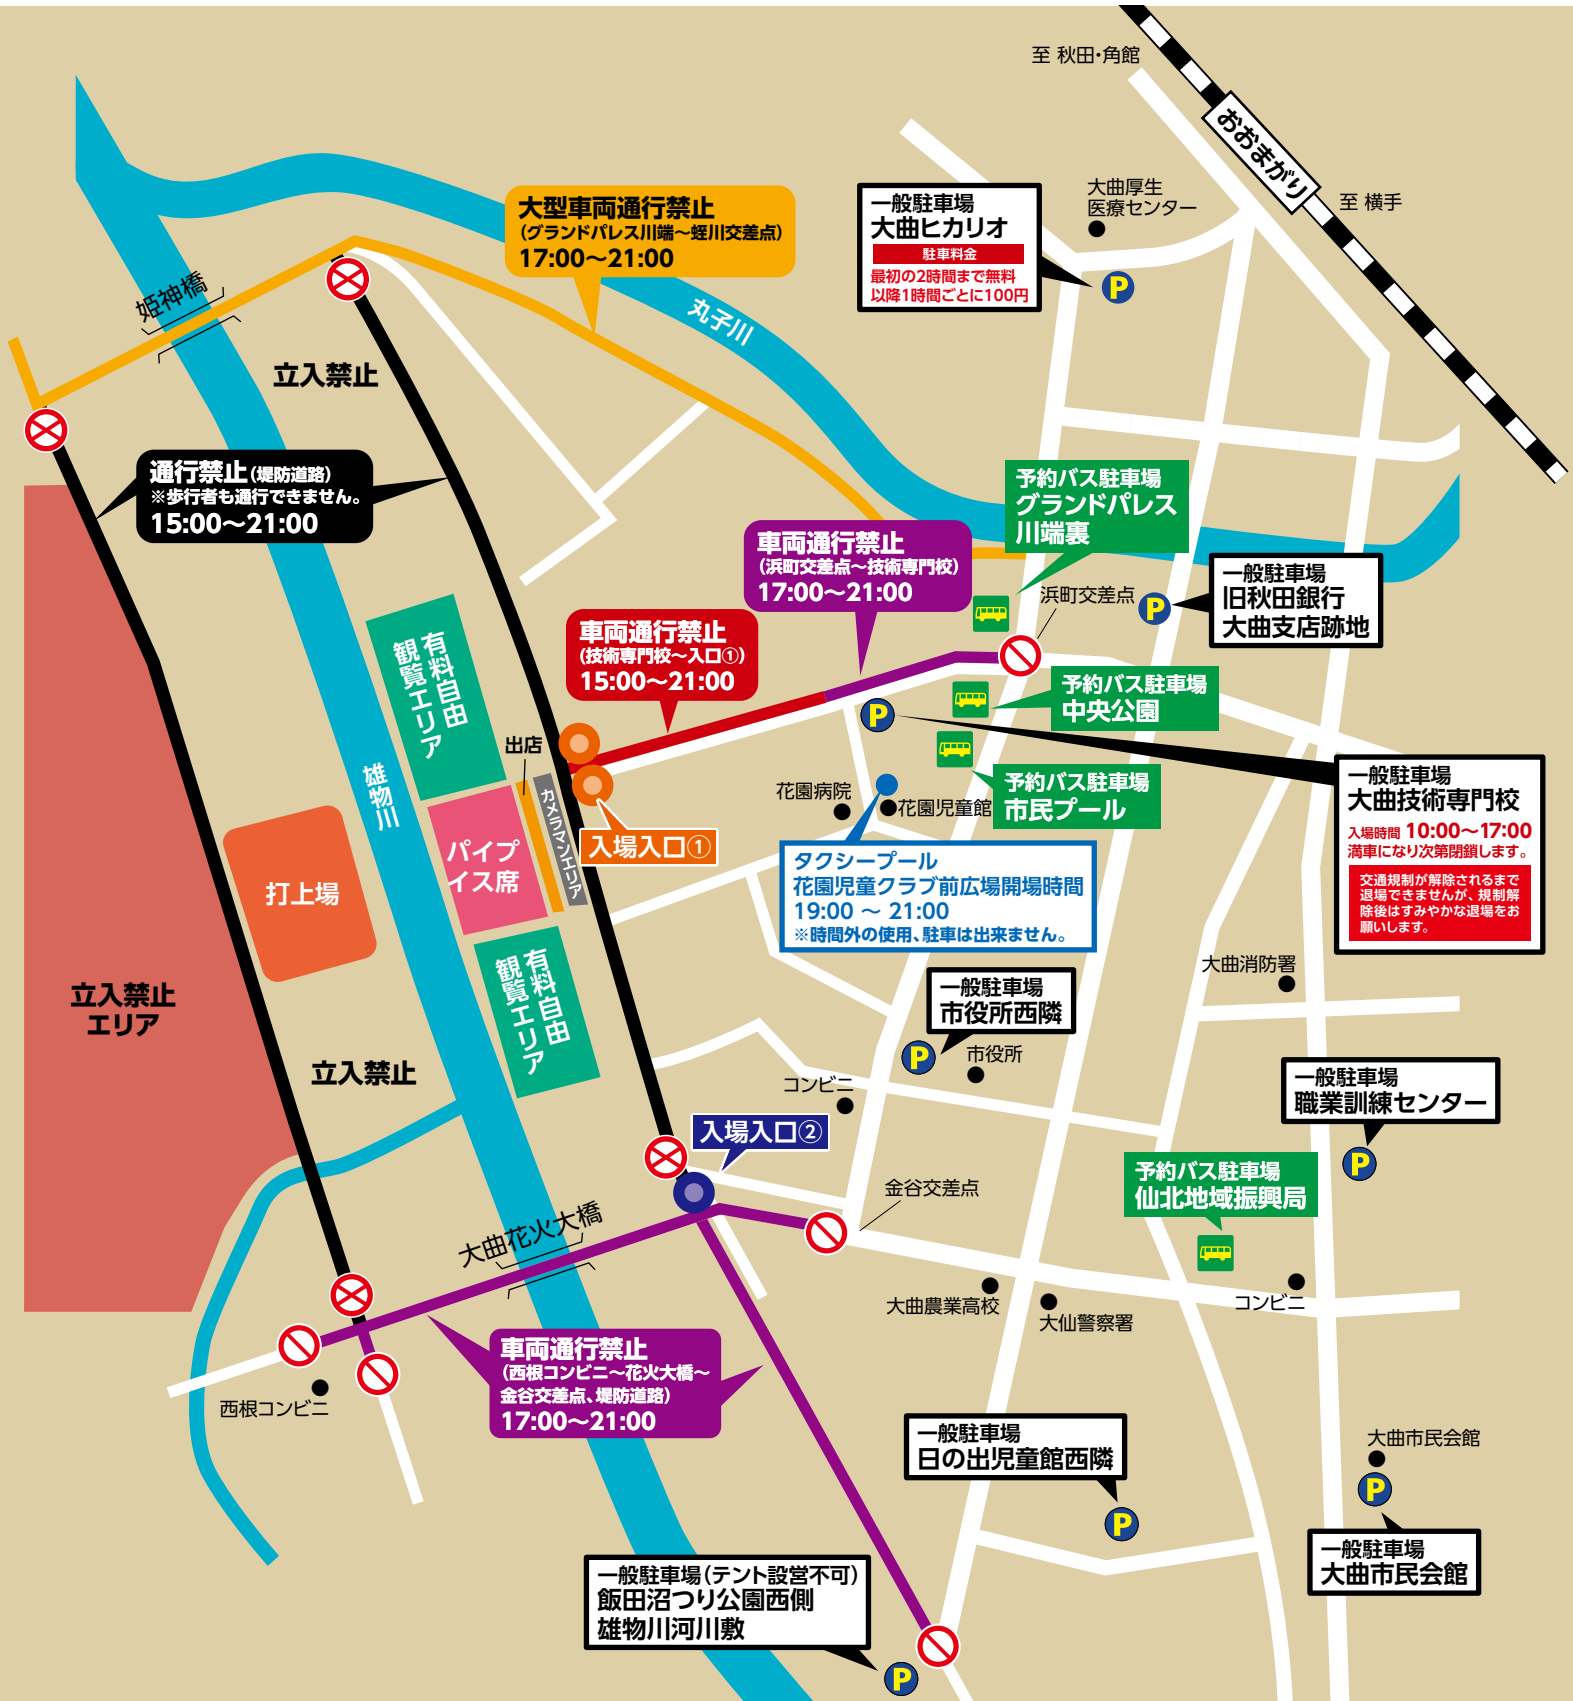 至 秋田・角館
おおまがり
至 横手
大曲厚生
医療センター
一般駐車場
大曲ヒカリオ
駐車料金
最初の2時間まで無料
以降1時間ごとに100円
大型車両通行禁止
(グランドパレス川端〜蛭川交差点)
17:00〜21:00
丸子川
姫神橋
立入禁止
通行禁止(堤防道路)
※歩行者も通行できません。
15:00〜21:00
予約バス駐車場
グランドパレス
川端裏
車両通行禁止
(浜町交差点〜技術専門校)
17:00〜21:00
浜町交差点
一般駐車場
旧秋田銀行
大曲支店跡地
車両通行禁止
(技術専門校〜入口①)
15:00〜21:00
有料自由
観覧エリア
予約バス駐車場
中央公園
出店
雄物川
カメラマンエリア
入場入口①
パイプ
イス席
打上場
花園病院
花園児童館
予約バス駐車場
市民プール
一般駐車場
大曲技術専門校
入場時間 10:00〜17:00
満車になり次第閉鎖します。
交通規制が解除されるまで
退場できませんが、規制解
除後はすみやかな退場をお
願いします。
タクシープール
花園児童クラブ前広場開場時間
19:00 〜 21:00
※時間外の使用、駐車は出来ません。
有料自由
観覧エリア
立入禁止
エリア
立入禁止
大曲消防署
一般駐車場
市役所西隣
市役所
コンビニ
一般駐車場
職業訓練センター
入場入口②
予約バス駐車場
仙北地域振興局
金谷交差点
大曲花火大橋
大曲農業高校
大仙警察署
コンビニ
車両通行禁止
(西根コンビニ〜花火大橋〜
金谷交差点、堤防道路)
17:00〜21:00
西根コンビニ
一般駐車場
日の出児童館西隣
大曲市民会館
一般駐車場
大曲市民会館
一般駐車場(テント設営不可)
飯田沼つり公園西側
雄物川河川敷
P
P
P
P
P
P
P
P